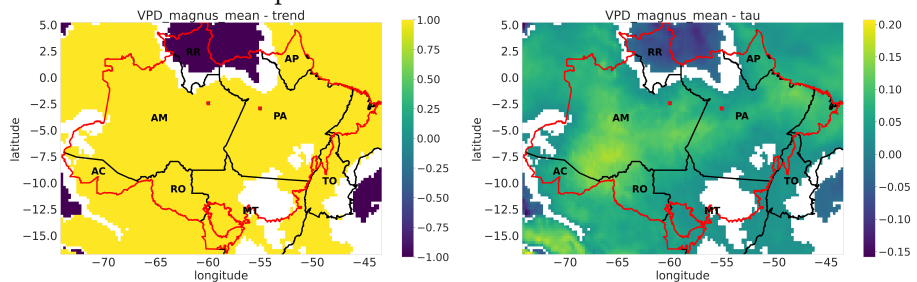 VPD_magnus_mean - trend
5.0
2.5
0.0
−2.5
−5.0
−7.5
−10.0
−12.5
−15.0
latitude
−70
−65
−60
−55
−50
−45
longitude
RR
AP
AM
PA
AC
RO
TO
MT
1.00
0.75
0.50
0.25
0.00
−0.25
−0.50
−0.75
−1.00
VPD_magnus_mean - tau
5.0
2.5
0.0
−2.5
−5.0
−7.5
−10.0
−12.5
−15.0
latitude
−70
−65
−60
−55
−50
−45
longitude
RR
AP
AM
PA
AC
RO
TO
MT
0.20
0.15
0.10
0.05
0.00
−0.05
−0.10
−0.15